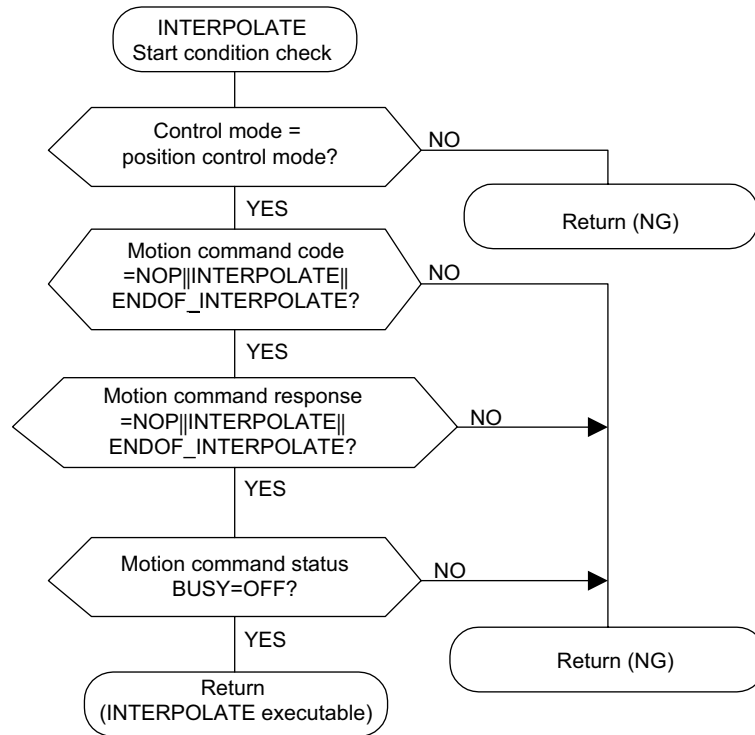 INTERPOLATE
Start condition check
Control mode =
position control mode?
NO
Return (NG)
YES
Motion command code
=NOP||INTERPOLATE||
ENDOF_INTERPOLATE?
NO
YES
Motion command response
=NOP||INTERPOLATE||
ENDOF_INTERPOLATE?
NO
YES
Motion command status
BUSY=OFF?
NO
YES
Return (NG)
Return
(INTERPOLATE executable)